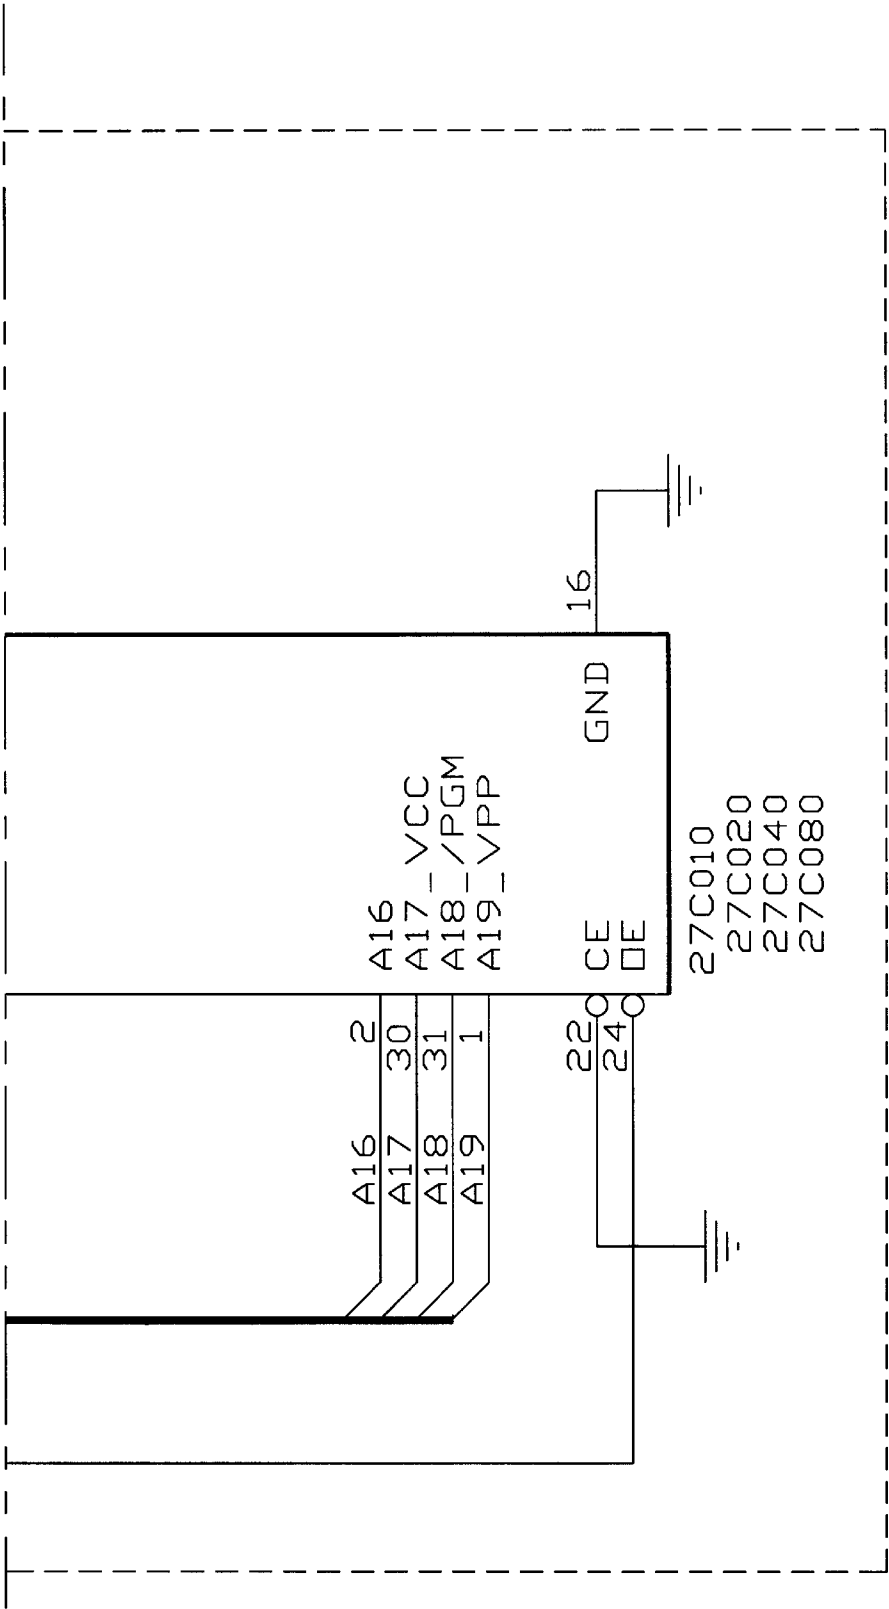 A16 2 A16
A17 30 A17_VCC
A18 31 A18_/PGM
A19 1 A19_VPP
16
22 CE GND
24 OE
27C010
27C020
27C040
27C080